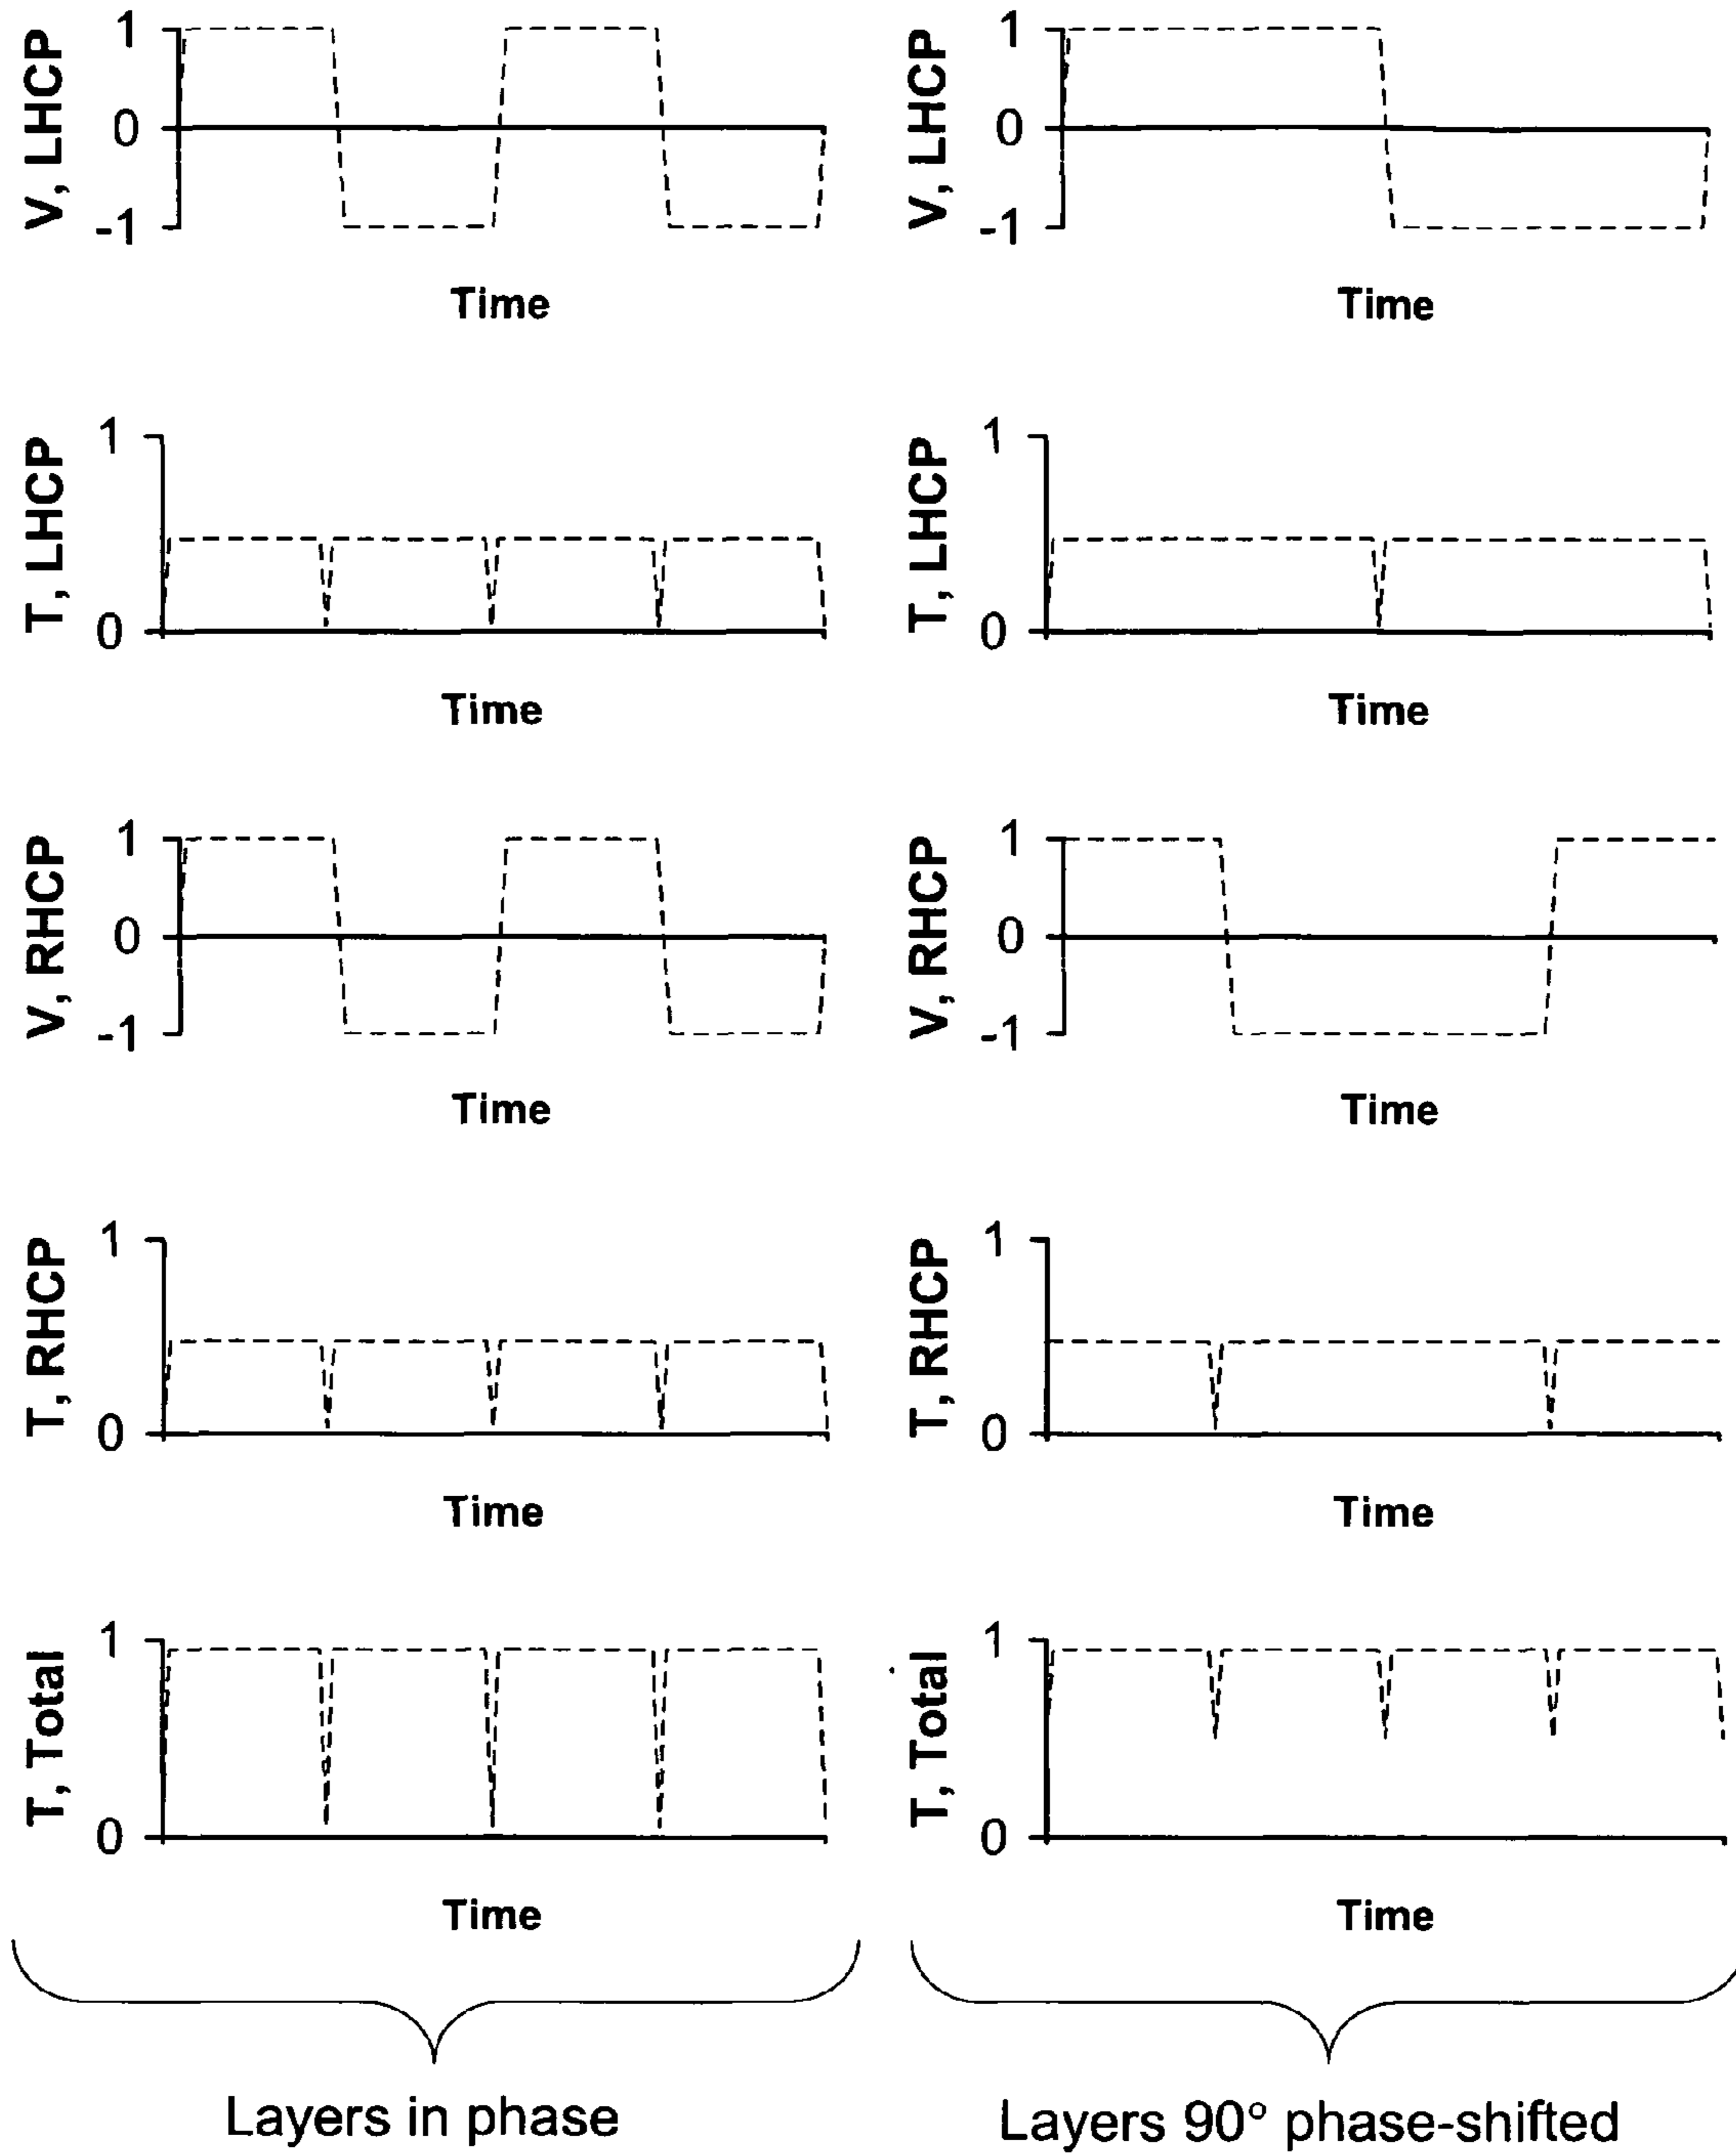 V, LHCP
1
0
-1
Time
V, LHCP
1
0
-1
Time
T, LHCP
1
0
Time
T, LHCP
1
0
Time
V, RHCP
1
0
-1
Time
V, RHCP
1
0
-1
Time
T, RHCP
1
0
Time
T, RHCP
1
0
Time
T, Total
1
0
Time
T, Total
1
0
Time
Layers in phase
Layers 90° phase-shifted